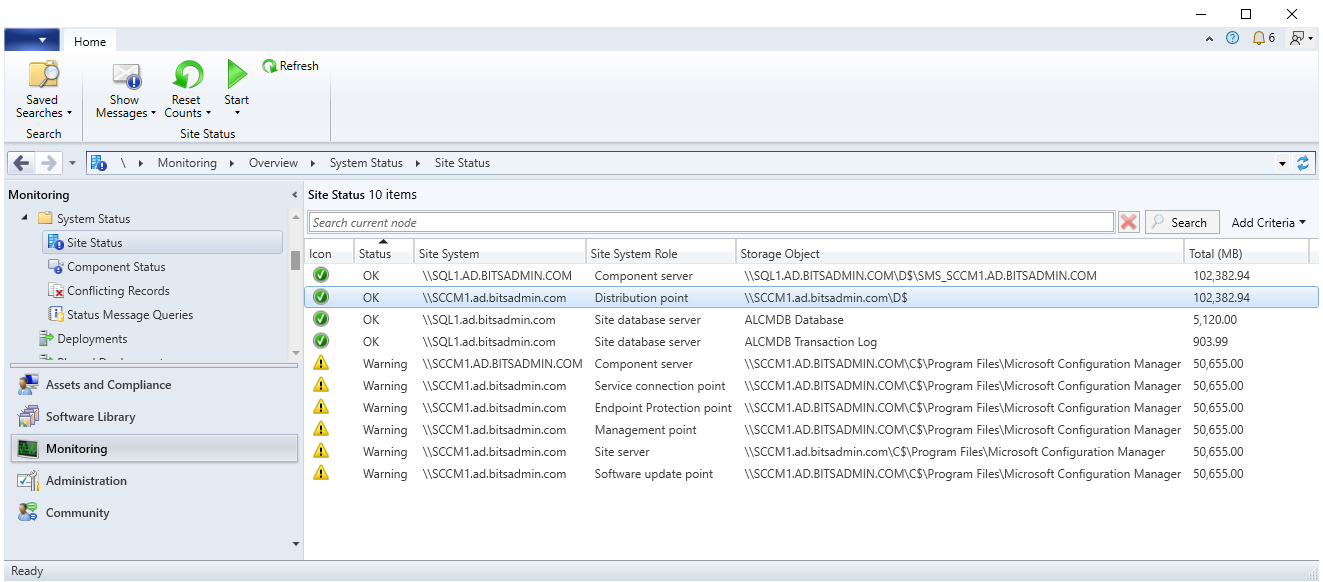 Home
6
Saved
Searches
Search
Show
Messages
Reset
Counts
Start
Refresh
Site Status
\ Monitoring Overview System Status Site Status
Monitoring
System Status
Site Status
Component Status
Conflicting Records
Status Message Queries
Deployments
Assets and Compliance
Software Library
Monitoring
Administration
Community
Site Status 10 items
Search current node
Search
Add Criteria
Icon Status Site System Site System Role Storage Object Total (MB)
OK \\SQL1.AD.BITSADMIN.COM Component server \\SQL1.AD.BITSADMIN.COM\D$\SMS_SCCM1.AD.BITSADMIN.COM 102,382.94
OK \\SCCM1.ad.bitsadmin.com Distribution point \\SCCM1.ad.bitsadmin.com\D$ 102,382.94
OK \\SQL1.ad.bitsadmin.com Site database server ALCMDB Database 5,120.00
OK \\SQL1.ad.bitsadmin.com Site database server ALCMDB Transaction Log 903.99
Warning \\SCCM1.AD.BITSADMIN.COM Component server \\SCCM1.AD.BITSADMIN.COM\C$\Program Files\Microsoft Configuration Manager 50,655.00
Warning \\SCCM1.ad.bitsadmin.com Service connection point \\SCCM1.AD.BITSADMIN.COM\C$\Program Files\Microsoft Configuration Manager 50,655.00
Warning \\SCCM1.ad.bitsadmin.com Endpoint Protection point \\SCCM1.AD.BITSADMIN.COM\C$\Program Files\Microsoft Configuration Manager 50,655.00
Warning \\SCCM1.ad.bitsadmin.com Management point \\SCCM1.AD.BITSADMIN.COM\C$\Program Files\Microsoft Configuration Manager 50,655.00
Warning \\SCCM1.ad.bitsadmin.com Site server \\SCCM1.ad.bitsadmin.com\C$\Program Files\Microsoft Configuration Manager 50,655.00
Warning \\SCCM1.ad.bitsadmin.com Software update point \\SCCM1.AD.BITSADMIN.COM\C$\Program Files\Microsoft Configuration Manager 50,655.00
Ready